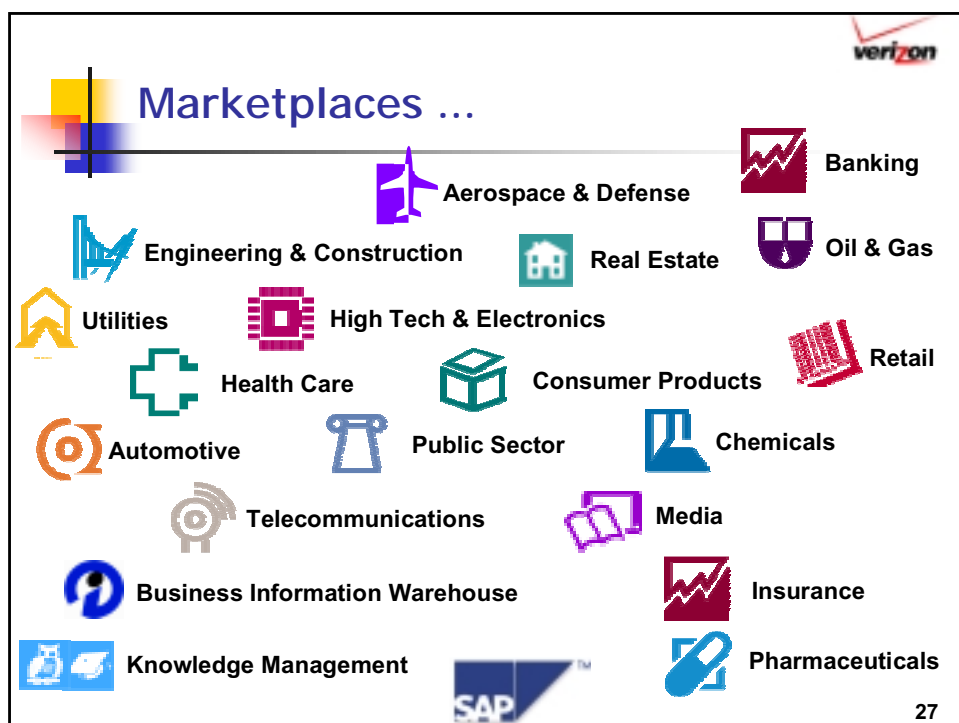 verizon
Marketplaces ...
Banking
Aerospace & Defense
Engineering & Construction
Real Estate
Oil & Gas
Utilities
High Tech & Electronics
Retail
Health Care
Consumer Products
Automotive
Public Sector
Chemicals
Telecommunications
Media
Business Information Warehouse
Insurance
Knowledge Management
SAP™
Pharmaceuticals
27